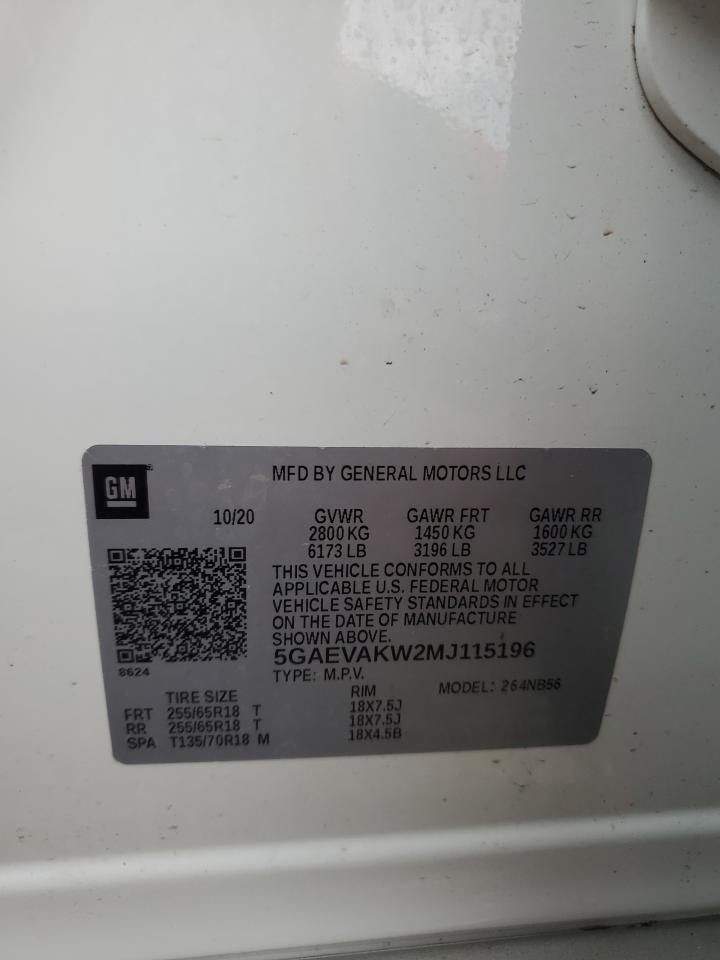 GM
MFD BY GENERAL MOTORS LLC
10/20 GVWR GAWR FRT GAWR RR
2800 KG 1450 KG 1600 KG
6173 LB 3196 LB 3527 LB
THIS VEHICLE CONFORMS TO ALL
APPLICABLE U.S. FEDERAL MOTOR
VEHICLE SAFETY STANDARDS IN EFFECT
ON THE DATE OF MANUFACTURE
SHOWN ABOVE.
8624
5GAEVAKW2MJ115196
TYPE: M.P.V. MODEL: 264NB56
TIRE SIZE RIM
FRT 255/65R18 T 18X7.5J
RR 255/65R18 T 18X7.5J
SPA T135/70R18 M 18X4.5B